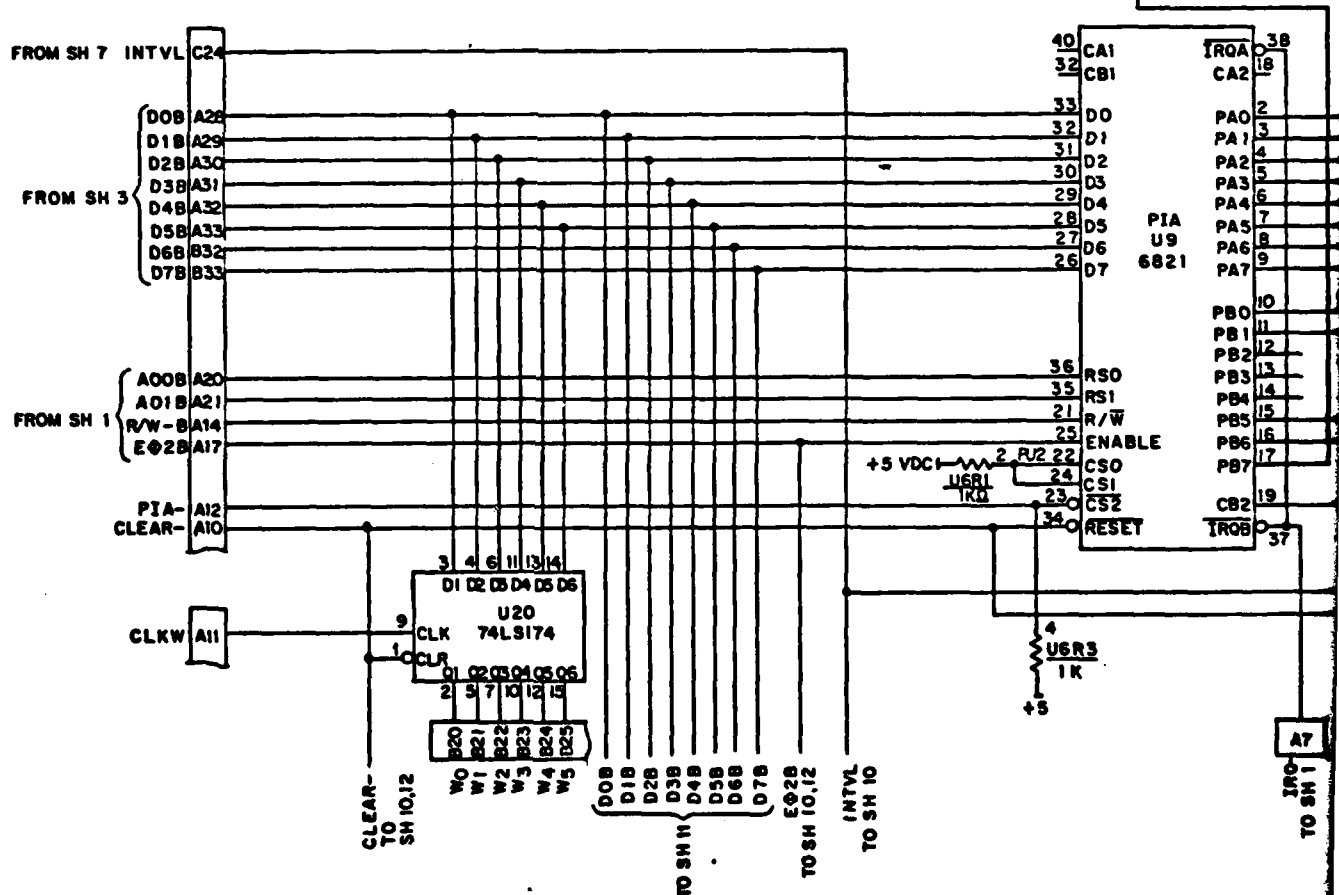 FROM SH 7 INTVL C24
FROM SH 3
D0B A28
D1B A29
D2B A30
D3B A31
D4B A32
D5B A33
D6B B32
D7B B33
FROM SH 1
A00B A20
A01B A21
R/W-B A14
EΦ2B A17
PIA- A12
CLEAR- A10
CLKW A11
40 CA1
32 CB1
33 D0
32 D1
31 D2
30 D3
29 D4
28 D5
27 D6
26 D7
36 RS0
35 RS1
21 R/W̅
25 ENABLE
+5 VDC
U6R1
1KΩ
2 PU2 22 CS0
24 CS1
23 CS2
34 RESET
PIA
U9
6821
IRQA 38
CA2 18
PA0 2
PA1 3
PA2 4
PA3 5
PA4 6
PA5 7
PA6 8
PA7 9
PB0 10
PB1 11
PB2 12
PB3 13
PB4 14
PB5 15
PB6 16
PB7 17
CB2 19
IRQB 37
3 4 6 11 13 14
D1 D2 D3 D4 D5 D6
U20
74LS174
9 CLK
1 CLR
Q1 Q2 Q3 Q4 Q5 Q6
2 5 7 10 12 15
B20 B21 B22 B23 B24 B25
W0 W1 W2 W3 W4 W5
4
U6R3
1K
+5
CLEAR-
TO
SH 10,12
D0B D1B D2B D3B D4B D5B D6B D7B
TO SH 11
EΦ2B
TO SH 10,12
INTVL
TO SH 10
A7
IRQ-
TO SH 1